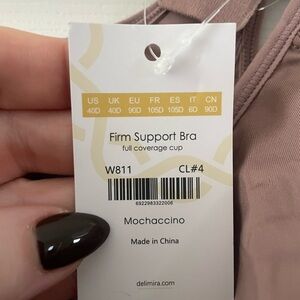 US UK EU FR ES IT CN
40D 40D 90D 105D 105D 6D 90D
Firm Support Bra
full coverage cup
W811 CL#4
6922983322006
Mochaccino
Made in China
delimira.com